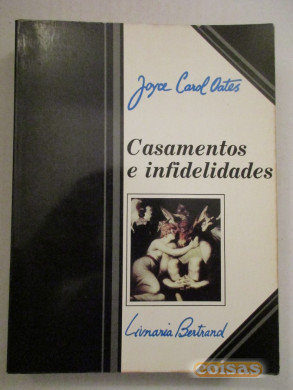 Joyce Carol Oates
Casamentos
e infidelidades
Livraria Bertrand
coisas